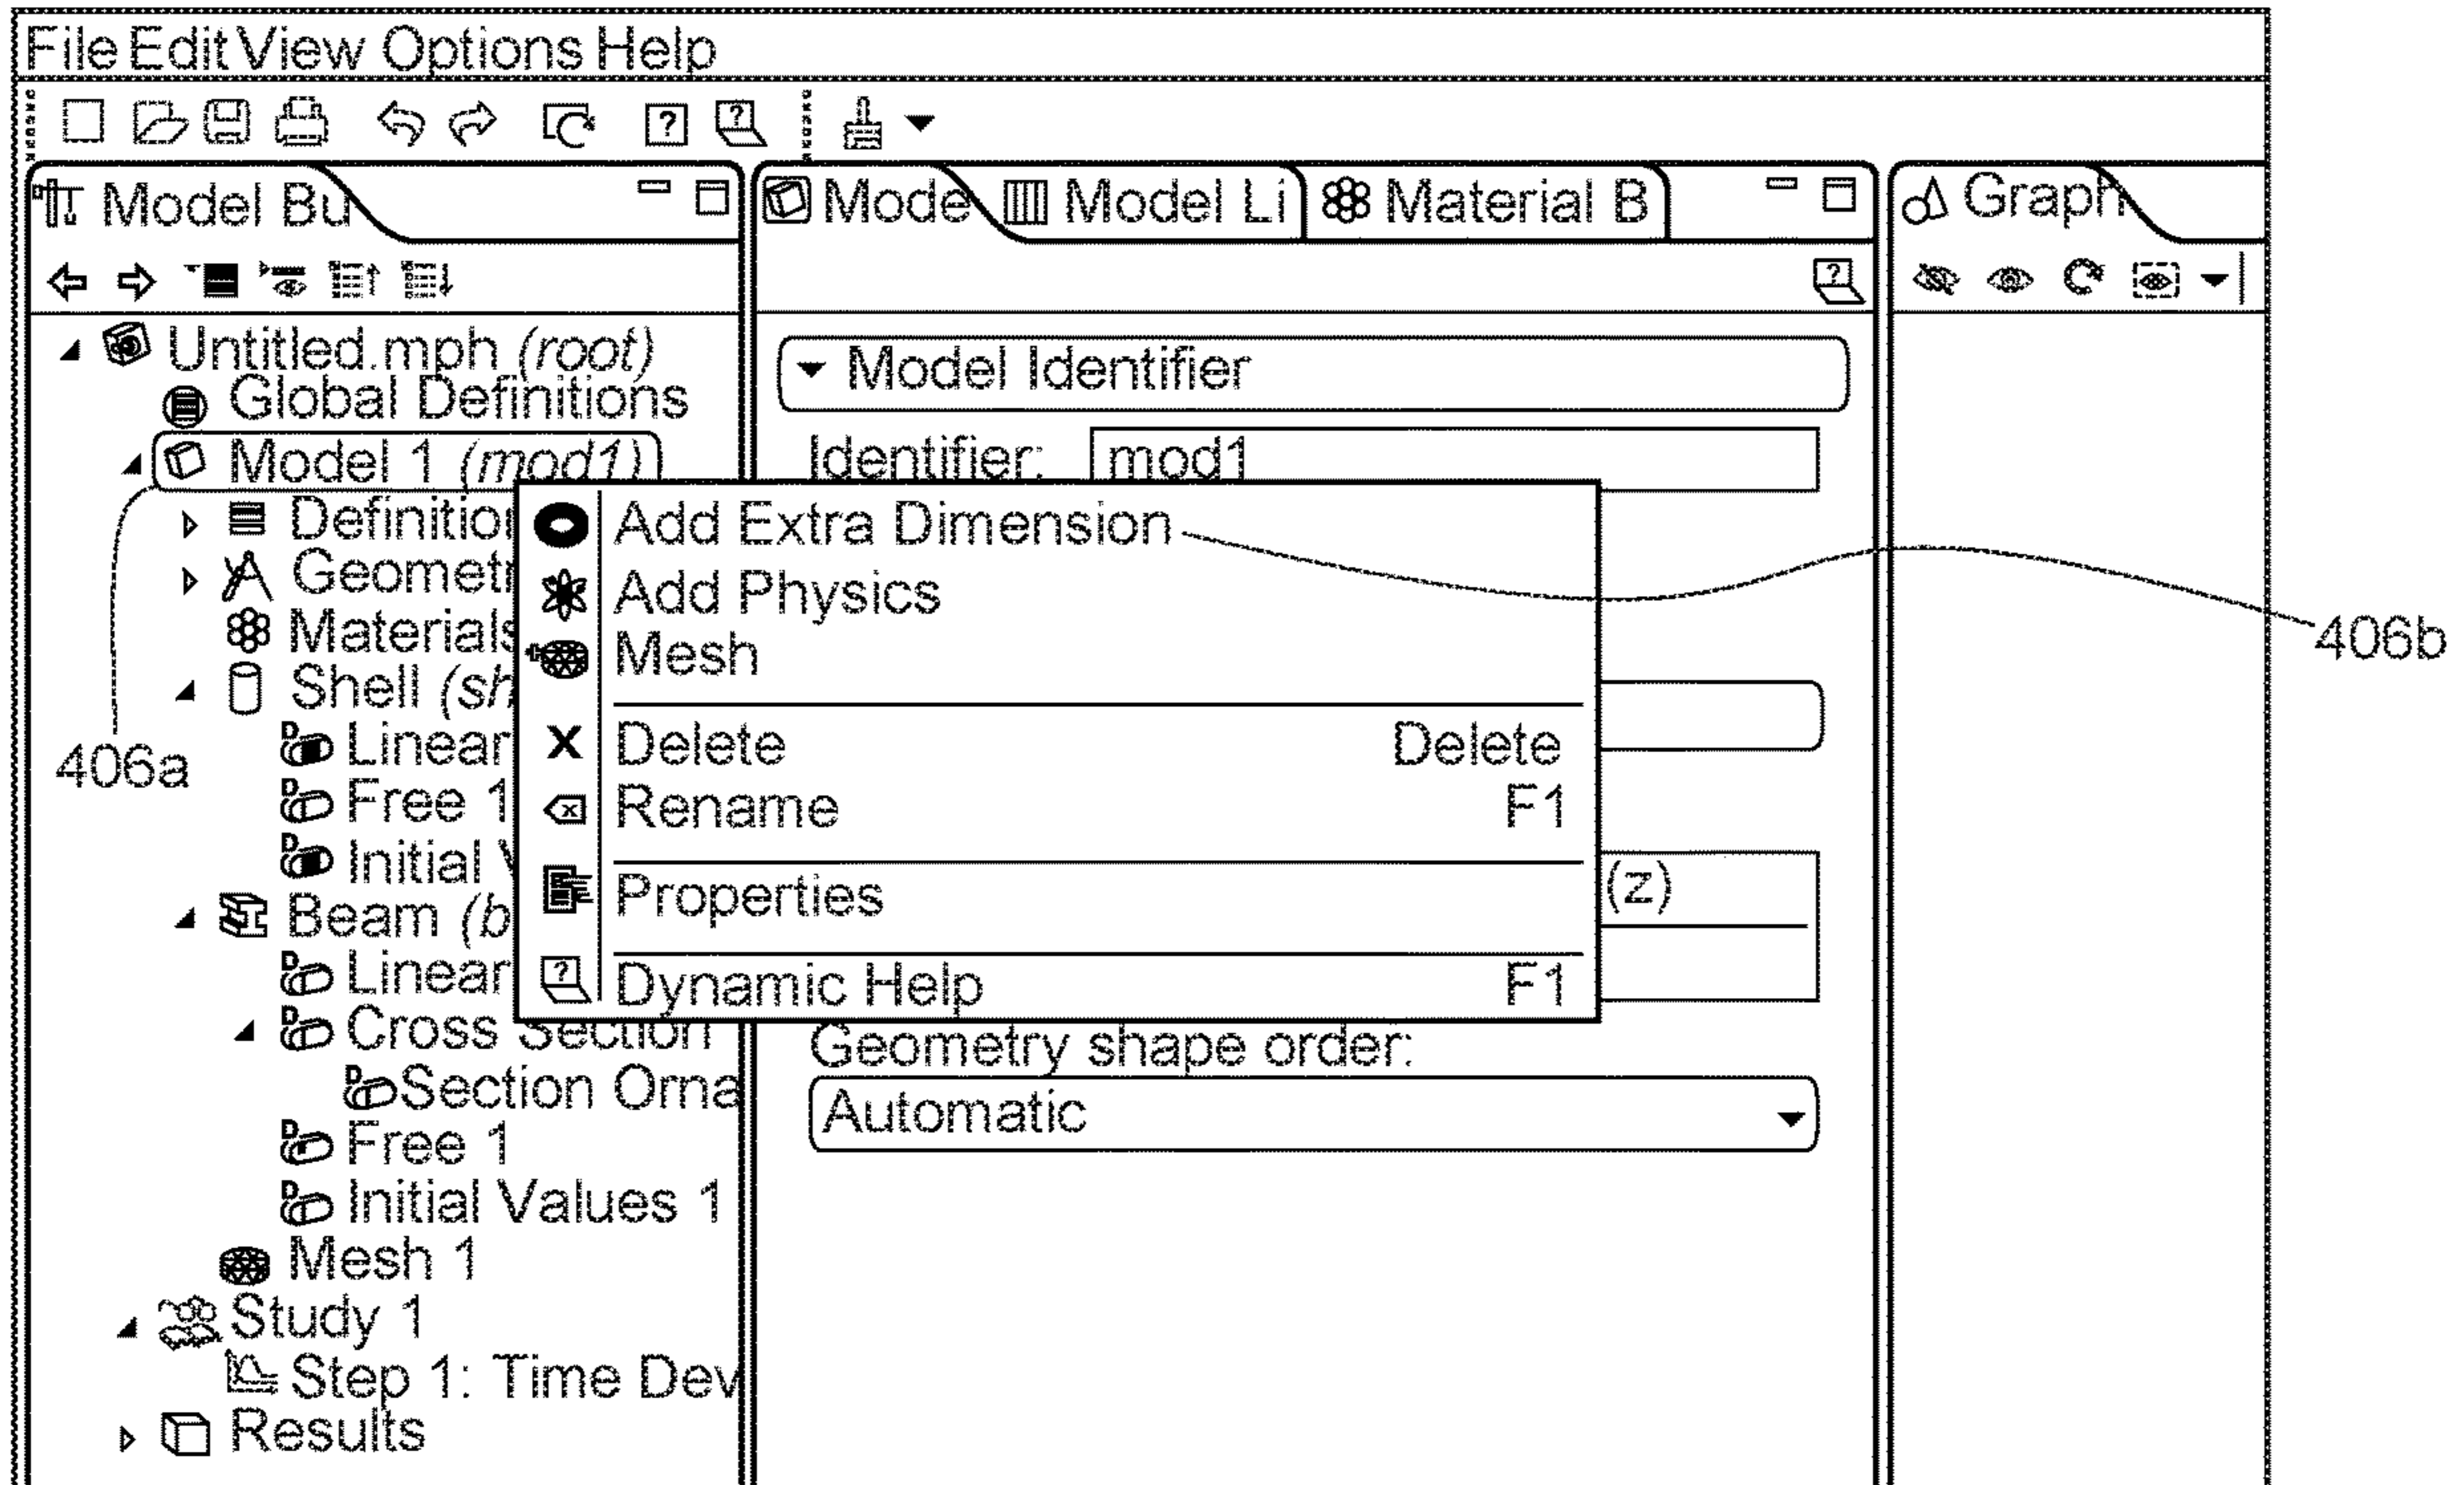 File Edit View Options Help
Model Bu
Mode
Model Li
Material B
Graph
Untitled.mph (root)
Global Definitions
Model 1 (mod1)
Definition
Geometr
Materials
Shell (sh
Linear
Free 1
Initial V
Beam (b
Linear
Cross Section
Section Orna
Free 1
Initial Values 1
Mesh 1
Study 1
Step 1: Time Dev
Results
406a
Model Identifier
Identifier: mod1
Add Extra Dimension
Add Physics
Mesh
Delete Delete
Rename F1
Properties
Dynamic Help F1
(z)
Geometry shape order:
Automatic
406b